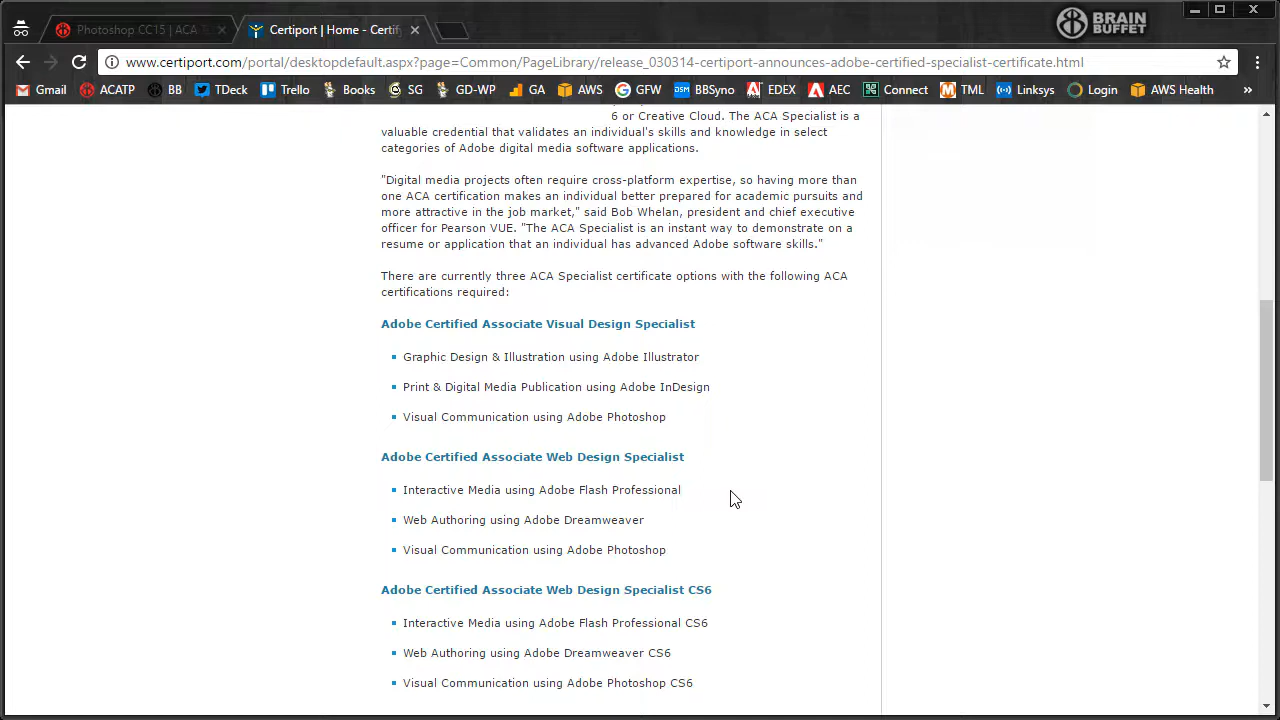 Photoshop CC15 | ACA T
Certiport | Home - Certify
BRAIN
BUFFET
www.certiport.com/portal/desktopdefault.aspx?page=Common/PageLibrary/release_030314-certiport-announces-adobe-certified-specialist-certificate.html
Gmail ACATP BB TDeck Trello Books SG GD-WP GA AWS GFW BBSyno EDEX AEC Connect TML Linksys Login AWS Health »
6 or Creative Cloud. The ACA Specialist is a
valuable credential that validates an individual's skills and knowledge in select
categories of Adobe digital media software applications.
"Digital media projects often require cross-platform expertise, so having more than
one ACA certification makes an individual better prepared for academic pursuits and
more attractive in the job market," said Bob Whelan, president and chief executive
officer for Pearson VUE. "The ACA Specialist is an instant way to demonstrate on a
resume or application that an individual has advanced Adobe software skills."
There are currently three ACA Specialist certificate options with the following ACA
certifications required:
Adobe Certified Associate Visual Design Specialist
Graphic Design & Illustration using Adobe Illustrator
Print & Digital Media Publication using Adobe InDesign
Visual Communication using Adobe Photoshop
Adobe Certified Associate Web Design Specialist
Interactive Media using Adobe Flash Professional
Web Authoring using Adobe Dreamweaver
Visual Communication using Adobe Photoshop
Adobe Certified Associate Web Design Specialist CS6
Interactive Media using Adobe Flash Professional CS6
Web Authoring using Adobe Dreamweaver CS6
Visual Communication using Adobe Photoshop CS6